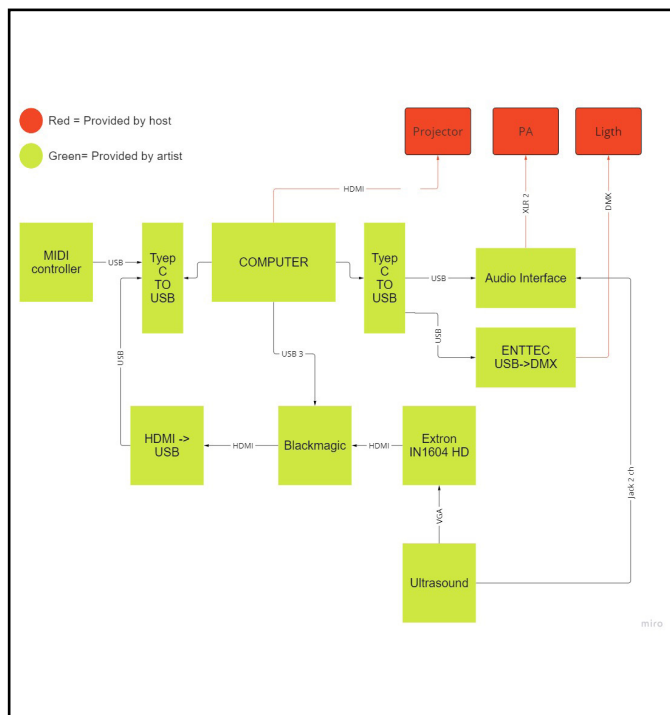 Red = Provided by host
Green= Provided by artist
Projector
PA
Ligth
HDMI
XLR 2
DMX
MIDI
controller
USB
Tyep
C
TO
USB
COMPUTER
Tyep
C
TO
USB
USB
Audio Interface
USB
ENTTEC
USB->DMX
USB 3
USB
HDMI ->
USB
HDMI
Blackmagic
HDMI
Extron
IN1604 HD
VGA
Jack 2 ch
Ultrasound
miro